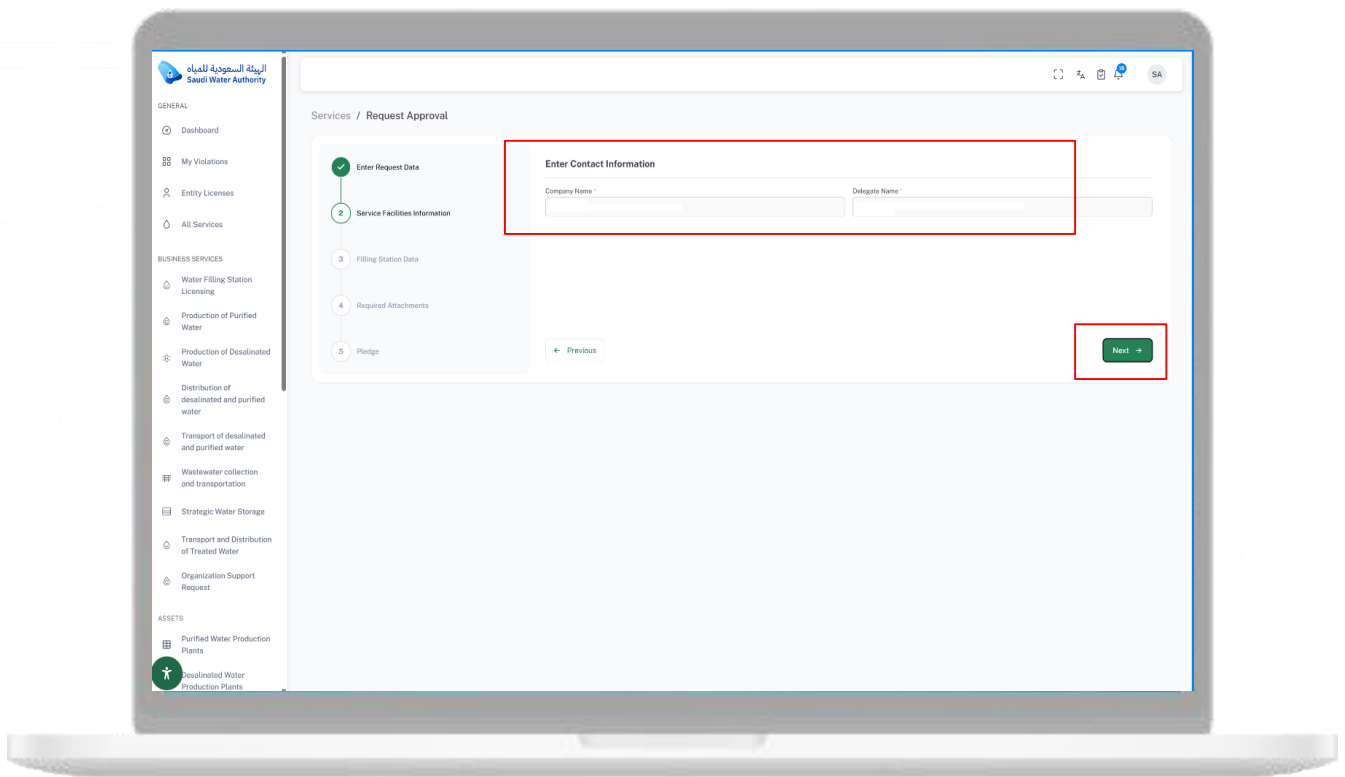 الهيئة السعودية للمياه
Saudi Water Authority
GENERAL
Dashboard
My Violations
Entity Licenses
All Services
BUSINESS SERVICES
Water Filling Station
Licensing
Production of Purified
Water
Production of Desalinated
Water
Distribution of
desalinated and purified
water
Transport of desalinated
and purified water
Wastewater collection
and transportation
Strategic Water Storage
Transport and Distribution
of Treated Water
Organization Support
Request
ASSETS
Purified Water Production
Plants
Desalinated Water
Production Plants
SA
Services / Request Approval
Enter Request Data
2 Service Facilities Information
3 Filling Station Data
4 Required Attachments
5 Pledge
Enter Contact Information
Company Name *
Delegate Name *
← Previous
Next →